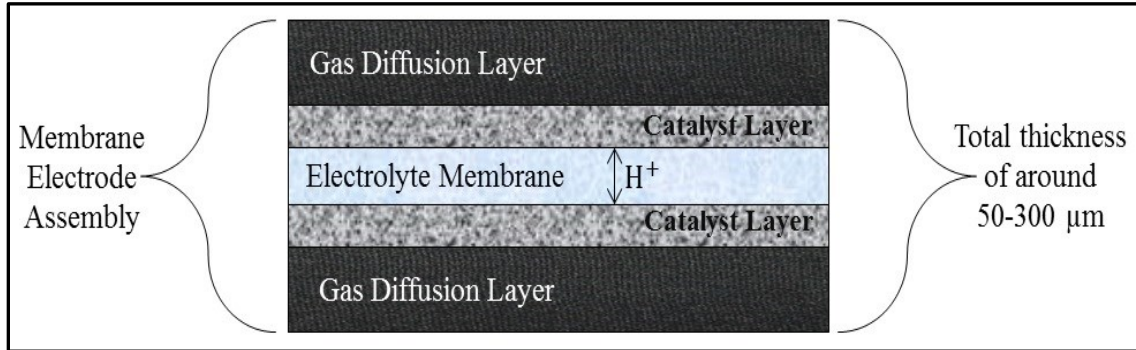 Gas Diffusion Layer
Catalyst Layer
Membrane
Electrode
Assembly
Electrolyte Membrane
H⁺
Total thickness
of around
50-300 µm
Catalyst Layer
Gas Diffusion Layer